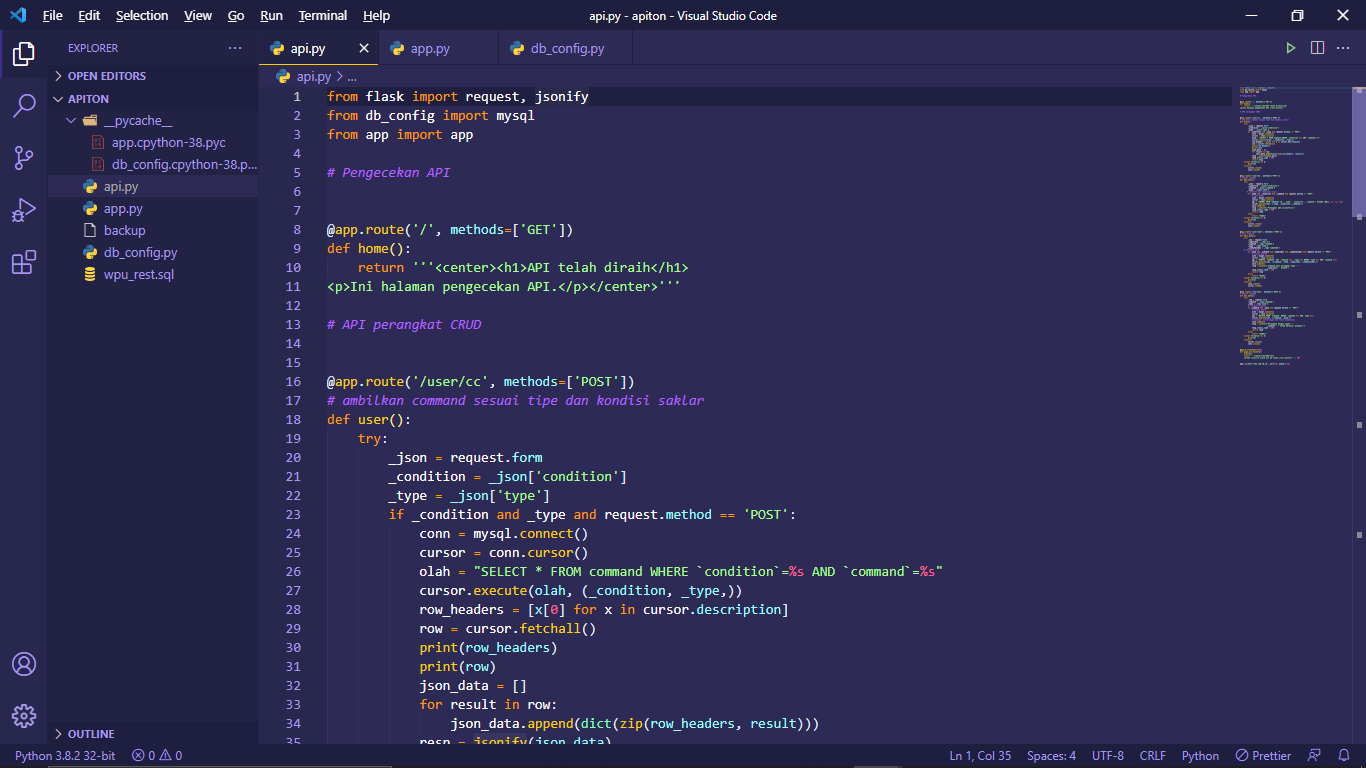 File Edit Selection View Go Run Terminal Help api.py - apiton - Visual Studio Code
EXPLORER ...
OPEN EDITORS
APITON
__pycache__
app.cpython-38.pyc
db_config.cpython-38.p...
api.py
app.py
backup
db_config.py
wpu_rest.sql
OUTLINE
api.py app.py db_config.py
api.py > ...
1 from flask import request, jsonify
2 from db_config import mysql
3 from app import app
4
5 # Pengecekan API
6
7
8 @app.route('/', methods=['GET'])
9 def home():
10     return '''<center><h1>API telah diraih</h1>
11 <p>Ini halaman pengecekan API.</p></center>'''
12
13 # API perangkat CRUD
14
15
16 @app.route('/user/cc', methods=['POST'])
17 # ambilkan command sesuai tipe dan kondisi saklar
18 def user():
19     try:
20         _json = request.form
21         _condition = _json['condition']
22         _type = _json['type']
23         if _condition and _type and request.method == 'POST':
24             conn = mysql.connect()
25             cursor = conn.cursor()
26             olah = "SELECT * FROM command WHERE `condition`=%s AND `command`=%s"
27             cursor.execute(olah, (_condition, _type,))
28             row_headers = [x[0] for x in cursor.description]
29             row = cursor.fetchall()
30             print(row_headers)
31             print(row)
32             json_data = []
33             for result in row:
34                 json_data.append(dict(zip(row_headers, result)))
35             resp = jsonify(json_data)
Python 3.8.2 32-bit 0 0 Ln 1, Col 35 Spaces: 4 UTF-8 CRLF Python Prettier